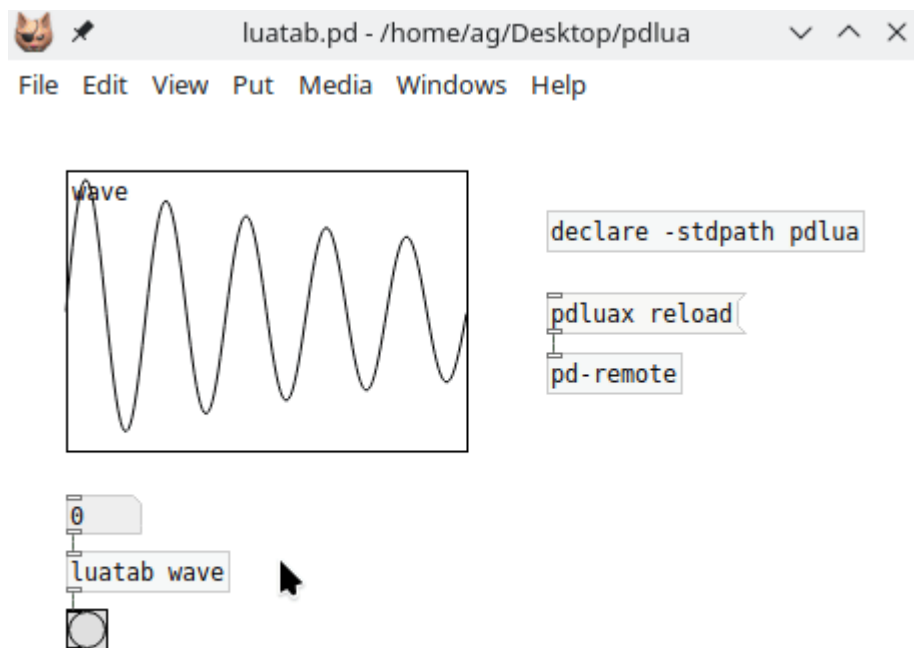 luatab.pd - /home/ag/Desktop/pdlua
File Edit View Put Media Windows Help
wave
declare -stdpath pdlua
pdluax reload
pd-remote
0
luatab wave